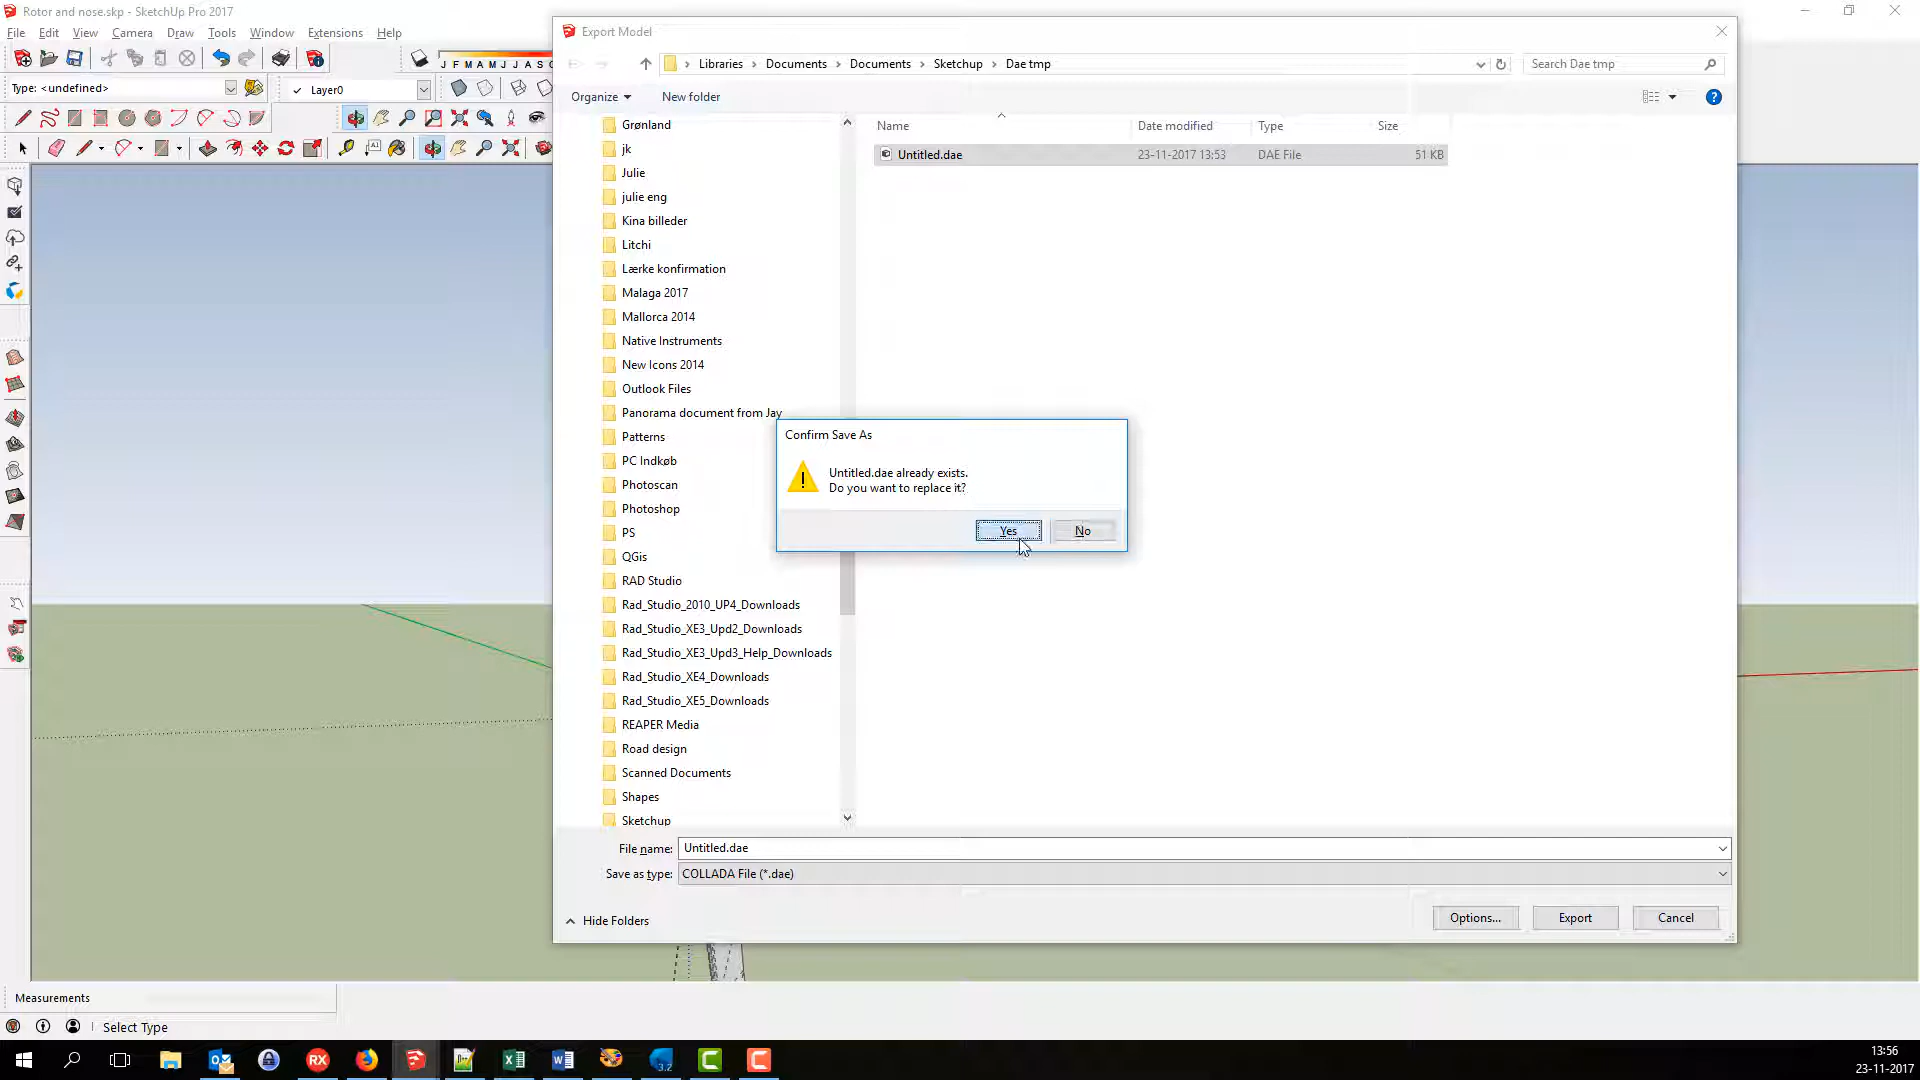 Rotor and nose.skp - SketchUp Pro 2017
File Edit View Camera Draw Tools Window Extensions Help
J F M A M J J A S O
Type: <undefined>
Layer0
Export Model
Libraries > Documents > Documents > Sketchup > Dae tmp
Search Dae tmp
Organize New folder
Name Date modified Type Size
Untitled.dae 23-11-2017 13:53 DAE File 51 KB
Grønland
jk
Julie
julie eng
Kina billeder
Litchi
Lærke konfirmation
Malaga 2017
Mallorca 2014
Native Instruments
New Icons 2014
Outlook Files
Panorama document from Jay
Patterns
PC Indkøb
Photoscan
Photoshop
PS
QGis
RAD Studio
Rad_Studio_2010_UP4_Downloads
Rad_Studio_XE3_Upd2_Downloads
Rad_Studio_XE3_Upd3_Help_Downloads
Rad_Studio_XE4_Downloads
Rad_Studio_XE5_Downloads
REAPER Media
Road design
Scanned Documents
Shapes
Sketchup
Confirm Save As
Untitled.dae already exists.
Do you want to replace it?
Yes No
File name: Untitled.dae
Save as type: COLLADA File (*.dae)
Hide Folders
Options... Export Cancel
Measurements
Select Type
RX
3.2
13:56
23-11-2017